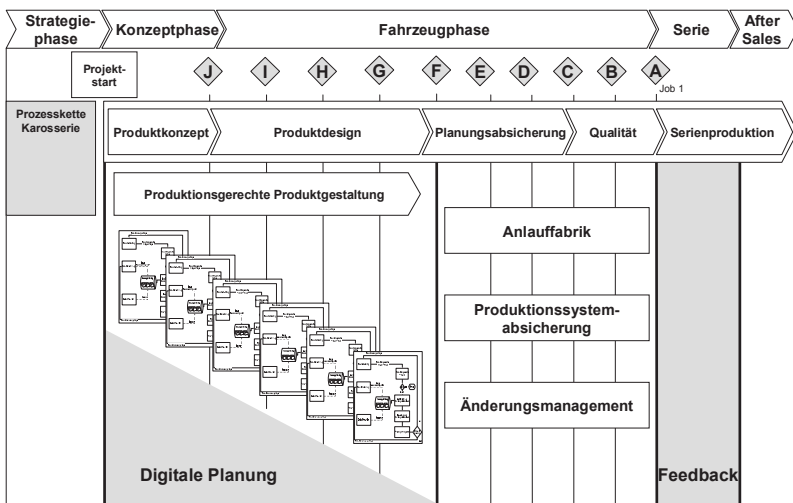 Strategie-
phase
Konzeptphase
Fahrzeugphase
Serie
After
Sales
Projekt-
start
J
I
H
G
F
E
D
C
B
A
Job 1
Prozesskette
Karosserie
Produktkonzept
Produktdesign
Planungsabsicherung
Qualität
Serienproduktion
Produktionsgerechte Produktgestaltung
Anlauffabrik
Produktionssystem-
absicherung
Änderungsmanagement
Digitale Planung
Feedback